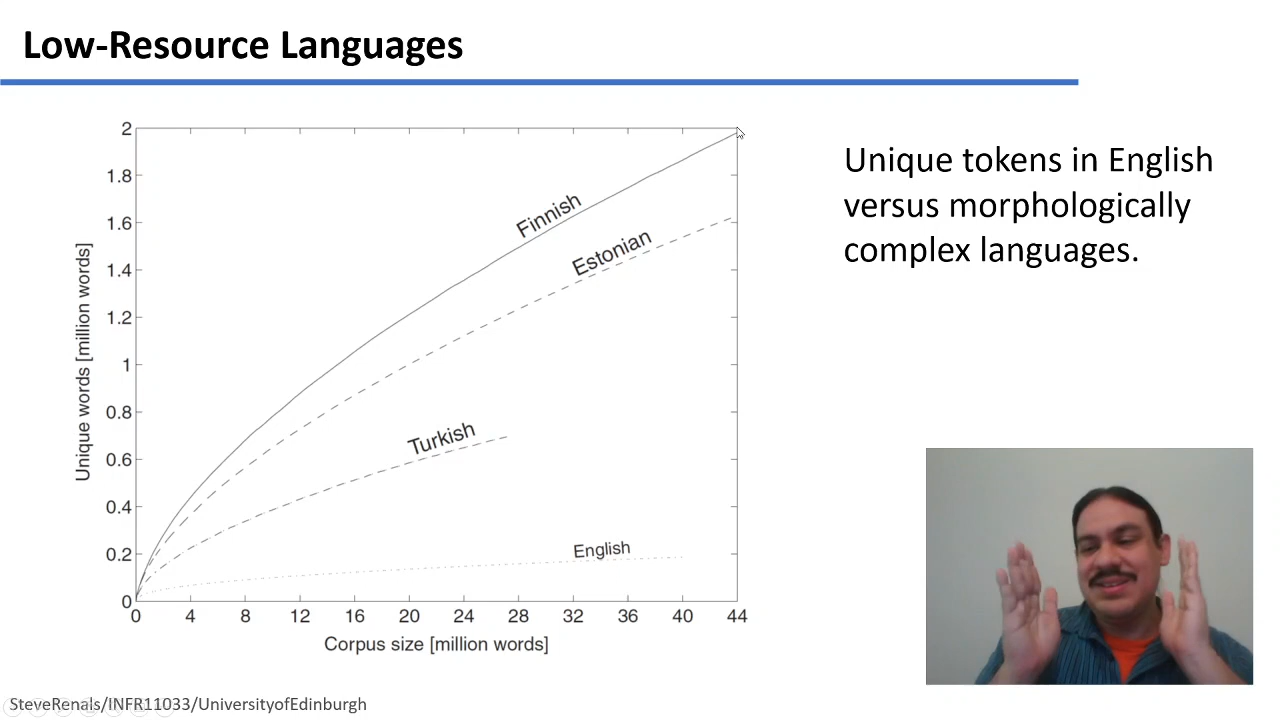 Low-Resource Languages
Unique tokens in English
versus morphologically
complex languages.
Unique words [million words]
2
1.8
1.6
1.4
1.2
1
0.8
0.6
0.4
0.2
0
Finnish
Estonian
Turkish
English
0 4 8 12 16 20 24 28 32 36 40 44
Corpus size [million words]
SteveRenals/INFR11033/UniversityofEdinburgh